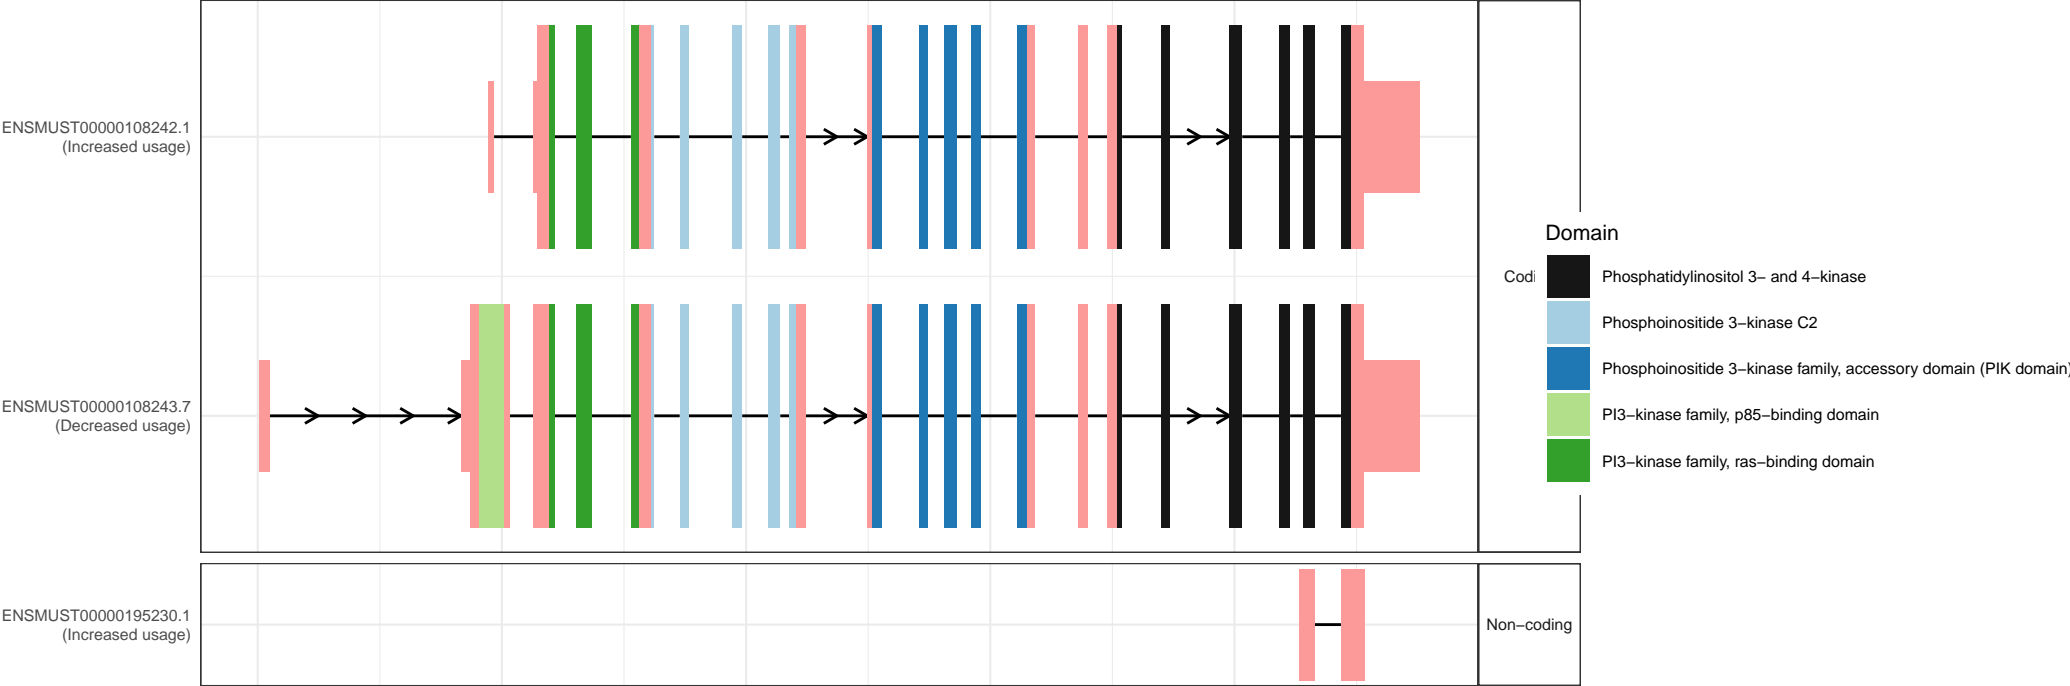 ENSMUST00000108242.1
(Increased usage)
ENSMUST00000108243.7
(Decreased usage)
ENSMUST00000195230.1
(Increased usage)
Codi
Non−coding
Domain
Phosphatidylinositol 3− and 4−kinase
Phosphoinositide 3−kinase C2
Phosphoinositide 3−kinase family, accessory domain (PIK domain)
PI3−kinase family, p85−binding domain
PI3−kinase family, ras−binding domain